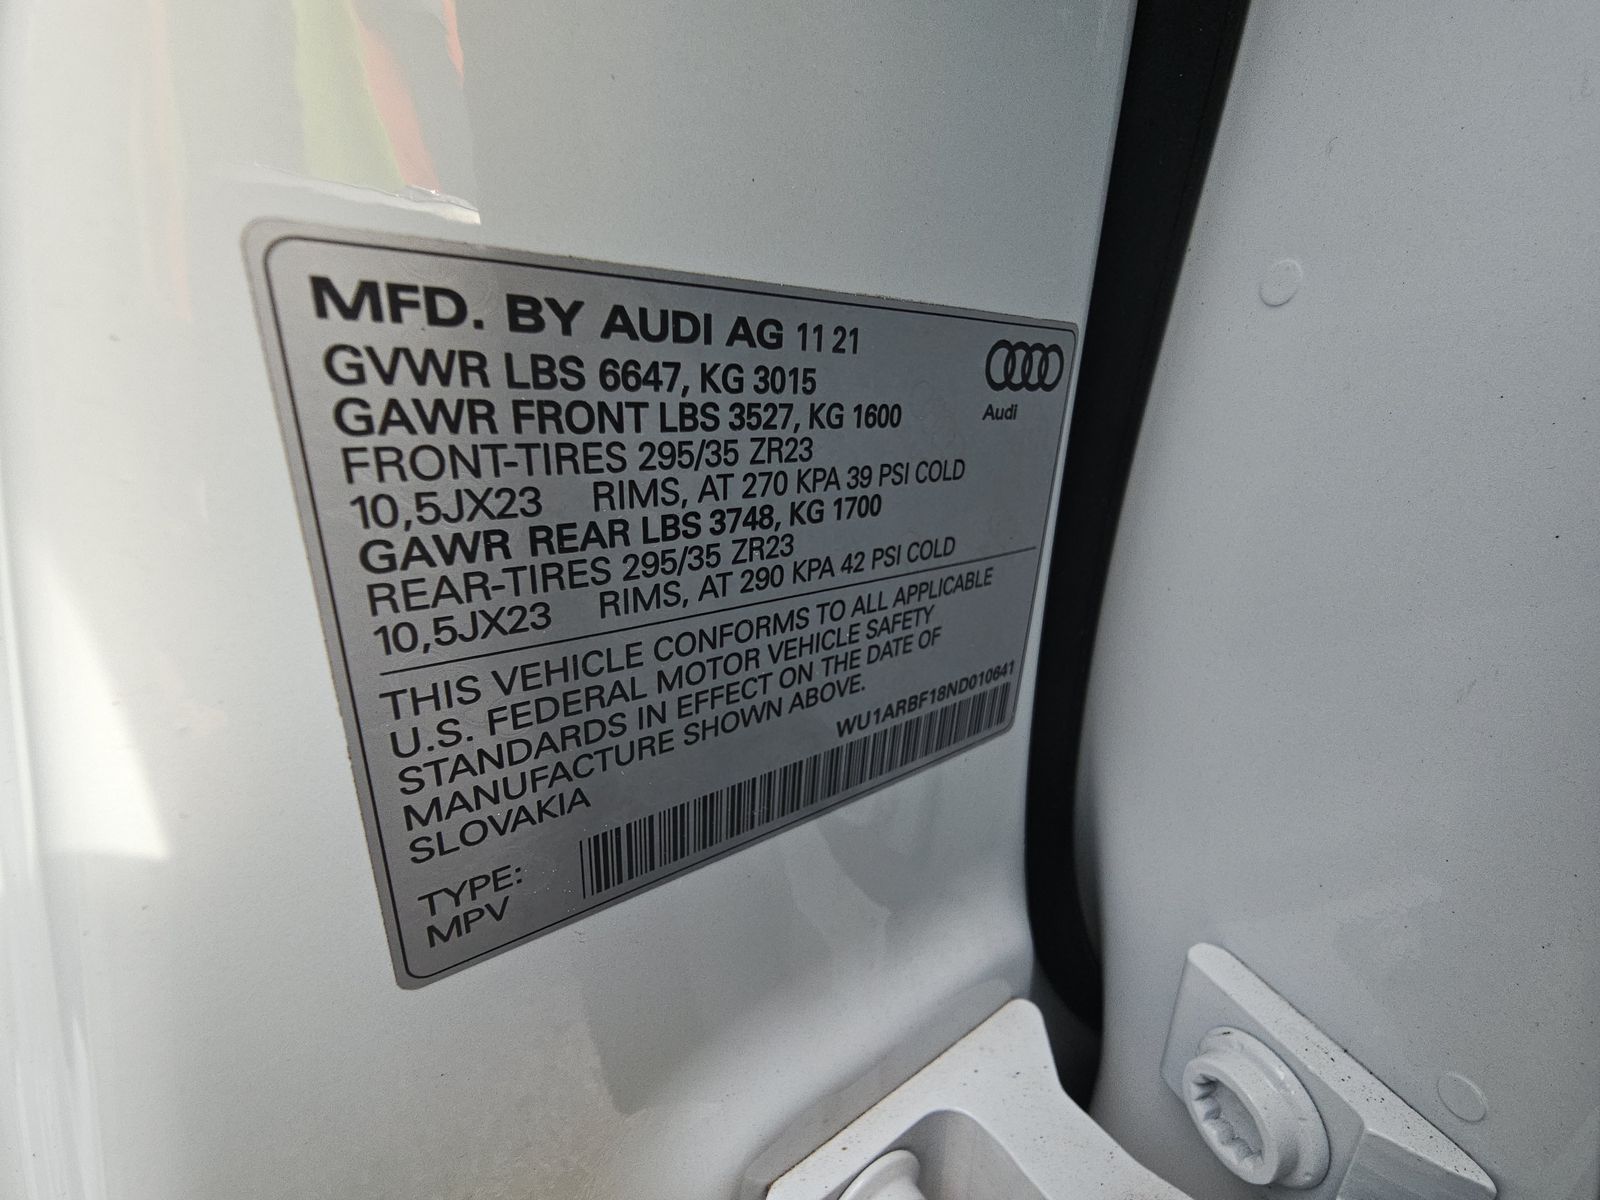 MFD. BY AUDI AG 11 21
GVWR LBS 6647, KG 3015
GAWR FRONT LBS 3527, KG 1600
FRONT-TIRES 295/35 ZR23
10,5JX23 RIMS, AT 270 KPA 39 PSI COLD
GAWR REAR LBS 3748, KG 1700
REAR-TIRES 295/35 ZR23
10,5JX23 RIMS, AT 290 KPA 42 PSI COLD
Audi
THIS VEHICLE CONFORMS TO ALL APPLICABLE
U.S. FEDERAL MOTOR VEHICLE SAFETY
STANDARDS IN EFFECT ON THE DATE OF
MANUFACTURE SHOWN ABOVE.
SLOVAKIA
WU1ARBF18ND010641
TYPE:
MPV